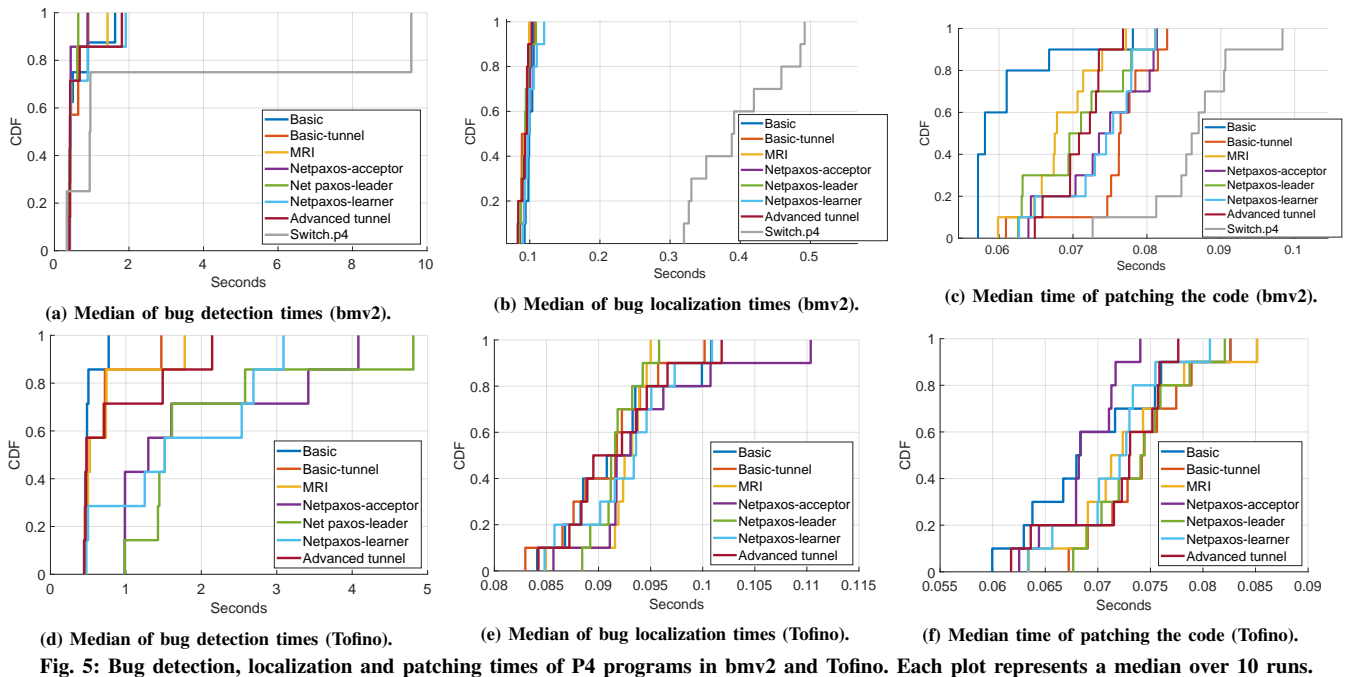 1
0.8
0.6
0.4
0.2
0
CDF
0 2 4 6 8 10
Seconds
Basic
Basic-tunnel
MRI
Netpaxos-acceptor
Net paxos-leader
Netpaxos-learner
Advanced tunnel
Switch.p4
(a) Median of bug detection times (bmv2).
1
0.8
0.6
0.4
0.2
CDF
0.1 0.2 0.3 0.4 0.5
Seconds
Basic
Basic-tunnel
MRI
Netpaxos-acceptor
Netpaxos-leader
Netpaxos-learner
Advanced tunnel
Switch.p4
(b) Median of bug localization times (bmv2).
1
0.8
0.6
0.4
0.2
0
CDF
0.06 0.07 0.08 0.09 0.1
Seconds
Basic
Basic-tunnel
MRI
Netpaxos-acceptor
Netpaxos-leader
Netpaxos-learner
Advanced tunnel
Switch.p4
(c) Median time of patching the code (bmv2).
1
0.8
0.6
0.4
0.2
0
CDF
0 1 2 3 4 5
Seconds
Basic
Basic-tunnel
MRI
Netpaxos-acceptor
Net paxos-leader
Netpaxos-learner
Advanced tunnel
(d) Median of bug detection times (Tofino).
1
0.8
0.6
0.4
0.2
0
CDF
0.08 0.085 0.09 0.095 0.1 0.105 0.11 0.115
Seconds
Basic
Basic-tunnel
MRI
Netpaxos-acceptor
Netpaxos-leader
Netpaxos-learner
Advanced tunnel
(e) Median of bug localization times (Tofino).
1
0.8
0.6
0.4
0.2
0
CDF
0.055 0.06 0.065 0.07 0.075 0.08 0.085 0.09
Seconds
Basic
Basic-tunnel
MRI
Netpaxos-acceptor
Netpaxos-leader
Netpaxos-learner
Advanced tunnel
(f) Median time of patching the code (Tofino).
Fig. 5: Bug detection, localization and patching times of P4 programs in bmv2 and Tofino. Each plot represents a median over 10 runs.